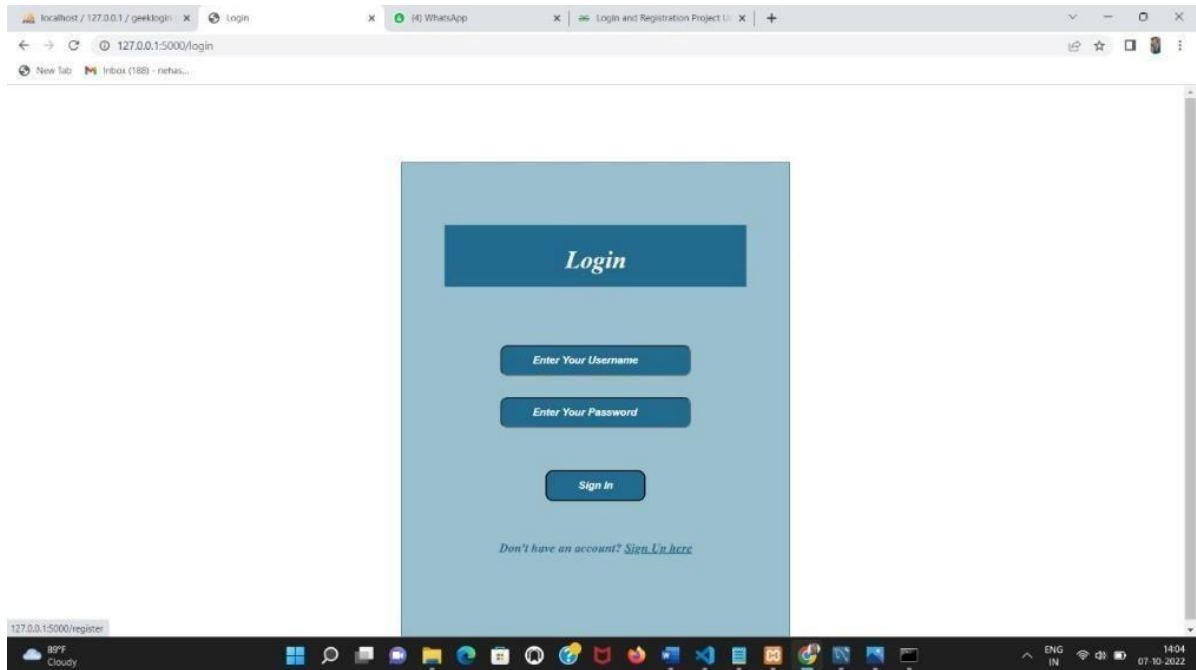 localhost / 127.0.0.1 / geeklogin
Login
(4) WhatsApp
Login and Registration Project U
127.0.0.1:5000/login
New Tab
Inbox (188) - nehas...
Login
Enter Your Username
Enter Your Password
Sign In
Don't have an account? Sign Up here
127.0.0.1:5000/register
89°F
Cloudy
ENG
IN
14:04
07-10-2022